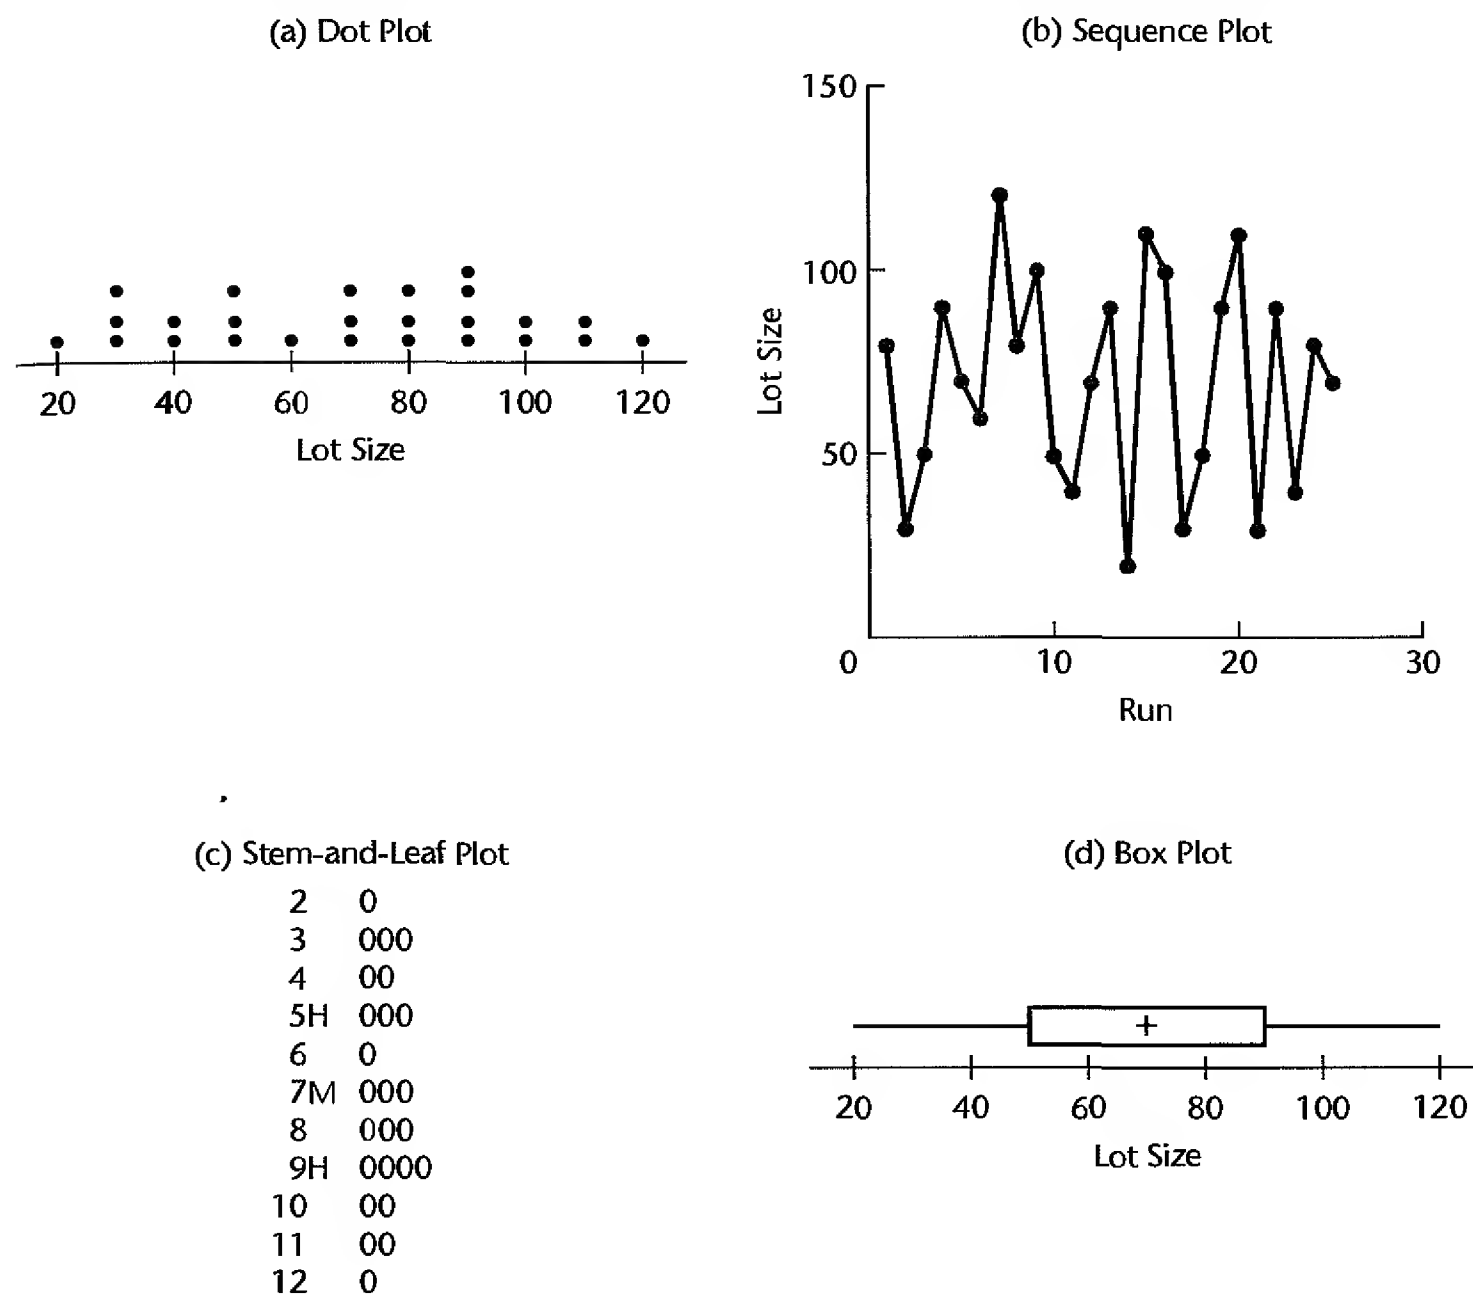 (a) Dot Plot
20 40 60 80 100 120
Lot Size
(b) Sequence Plot
150
100
50
Lot Size
0 10 20 30
Run
(c) Stem-and-Leaf Plot
2 0
3 000
4 00
5H 000
6 0
7M 000
8 000
9H 0000
10 00
11 00
12 0
(d) Box Plot
20 40 60 80 100 120
Lot Size